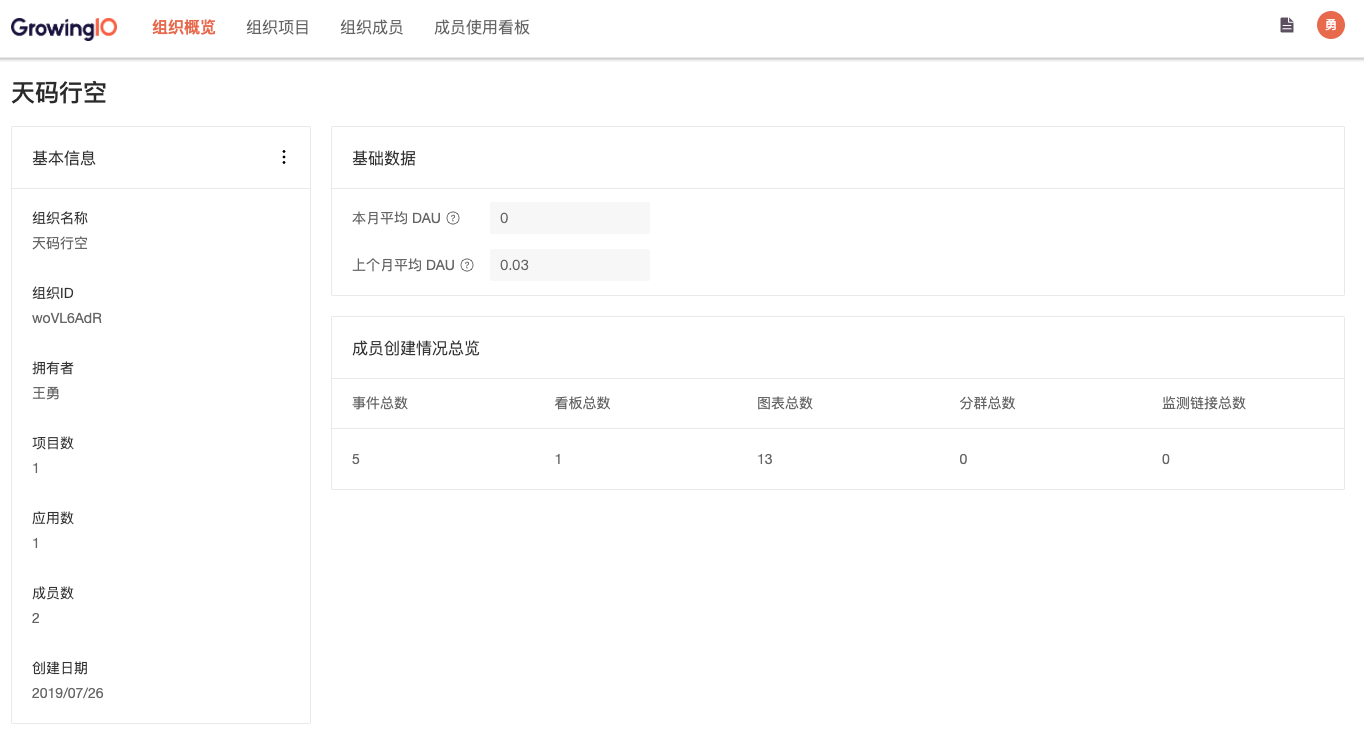 GrowingIO 组织概览 组织项目 组织成员 成员使用看板 勇
天码行空
基本信息
组织名称
天码行空
组织ID
woVL6AdR
拥有者
王勇
项目数
1
应用数
1
成员数
2
创建日期
2019/07/26
基础数据
本月平均 DAU ? 0
上个月平均 DAU ? 0.03
成员创建情况总览
事件总数 看板总数 图表总数 分群总数 监测链接总数
5 1 13 0 0